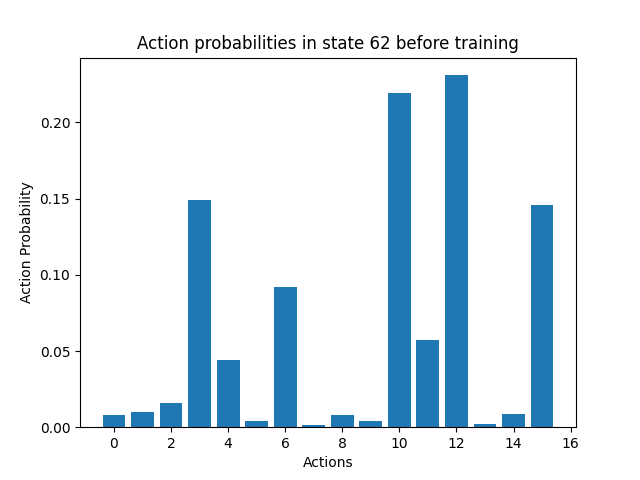 Action probabilities in state 62 before training
0.20
0.15
0.10
0.05
0.00
Action Probability
0 2 4 6 8 10 12 14 16
Actions